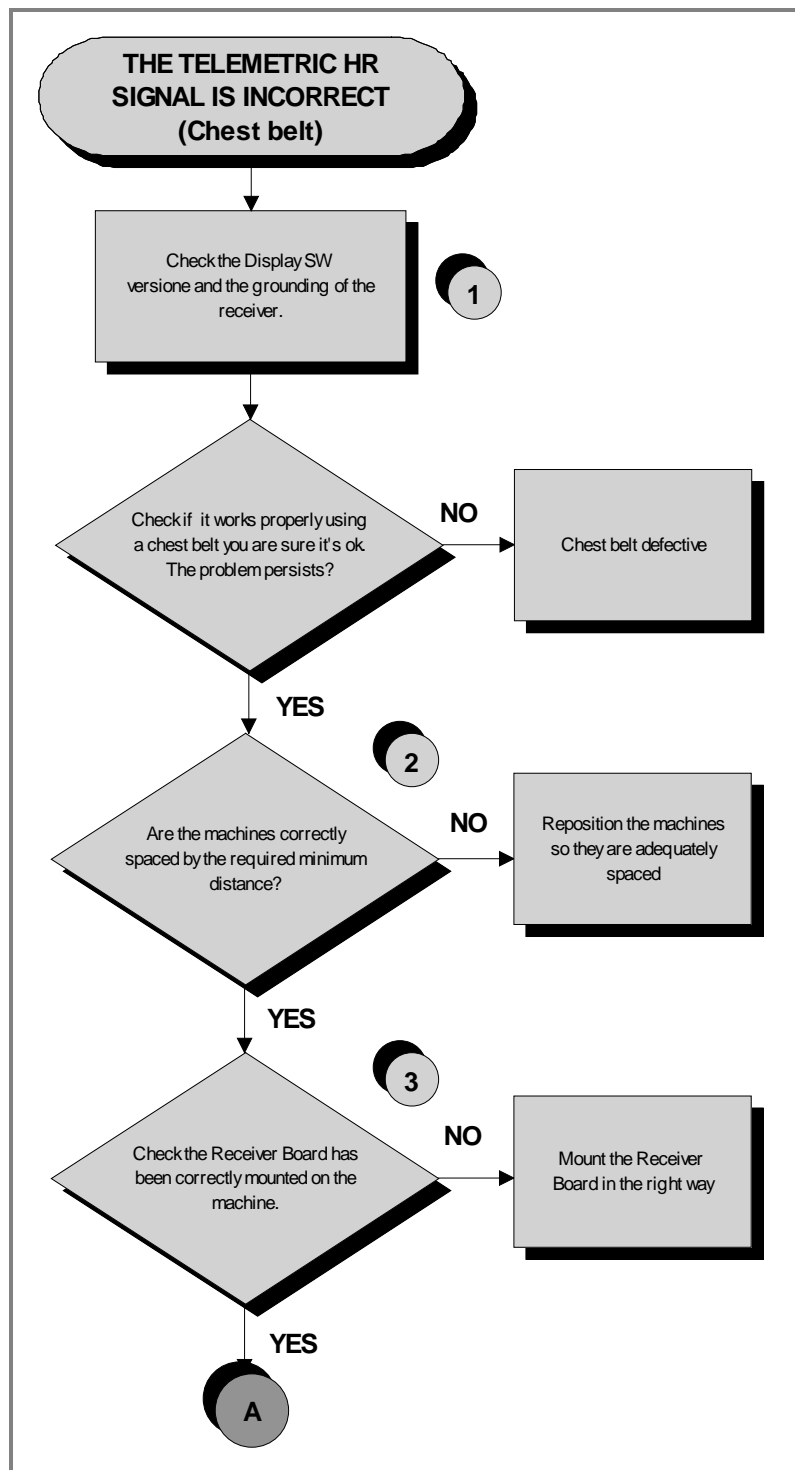 THE TELEMETRIC HR
SIGNAL IS INCORRECT
(Chest belt)
Check the Display SW
versione and the grounding of the
receiver.
1
Check if it works properly using
a chest belt you are sure it's ok.
The problem persists?
NO
Chest belt defective
YES
2
Are the machines correctly
spaced by the required minimum
distance?
NO
Reposition the machines
so they are adequately
spaced
YES
3
Check the Receiver Board has
been correctly mounted on the
machine.
NO
Mount the Receiver
Board in the right way
YES
A